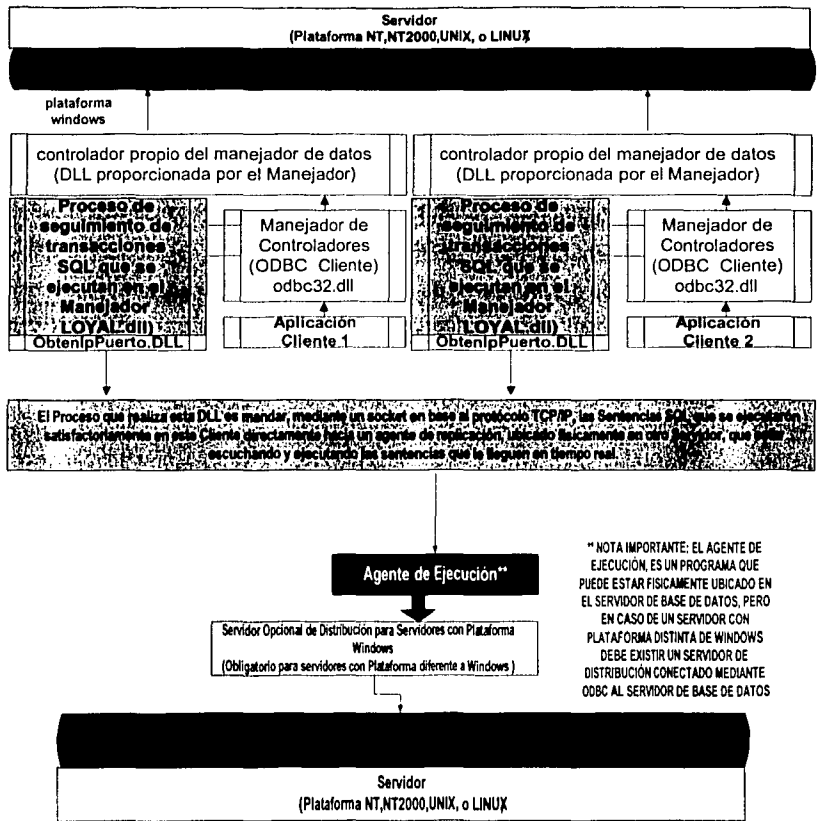 Servidor
(Plataforma NT,NT2000,UNIX, o LINUX
plataforma
windows
controlador propio del manejador de datos
(DLL proporcionada por el Manejador)
controlador propio del manejador de datos
(DLL proporcionada por el Manejador)
Proceso de
seguimiento de
transacciones
SQL que se
ejecutan en el
Manejador
LOYAL.dll)
ObtenIpPuerto.DLL
Manejador de
Controladores
(ODBC Cliente)
odbc32.dll
Aplicación
Cliente 1
Proceso de
seguimiento de
transacciones
SQL que se
ejecutan en el
Manejador
LOYAL.dll)
ObtenIpPuerto.DLL
Manejador de
Controladores
(ODBC Cliente)
odbc32.dll
Aplicación
Cliente 2
El Proceso que realiza esta DLL es mandar, mediante un socket en base al protócolo TCP/IP, las Sentencias SQL que se ejecutaron
satisfactoriamente en este Cliente directamente hacia un agente de replicación, ubicado fisicamente en otro Servidor, que
escuchando y ejecutando las sentencias que le lleguen en tiempo real.
Agente de Ejecución**
Servidor Opcional de Distribución para Servidores con Plataforma
Windows
(Obligatorio para servidores con Plataforma diferente a Windows )
** NOTA IMPORTANTE: EL AGENTE DE
EJECUCIÓN, ES UN PROGRAMA QUE
PUEDE ESTAR FISICAMENTE UBICADO EN
EL SERVIDOR DE BASE DE DATOS, PERO
EN CASO DE UN SERVIDOR CON
PLATAFORMA DISTINTA DE WINDOWS
DEBE EXISTIR UN SERVIDOR DE
DISTRIBUCIÓN CONECTADO MEDIANTE
ODBC AL SERVIDOR DE BASE DE DATOS
Servidor
(Plataforma NT,NT2000,UNIX, o LINUX